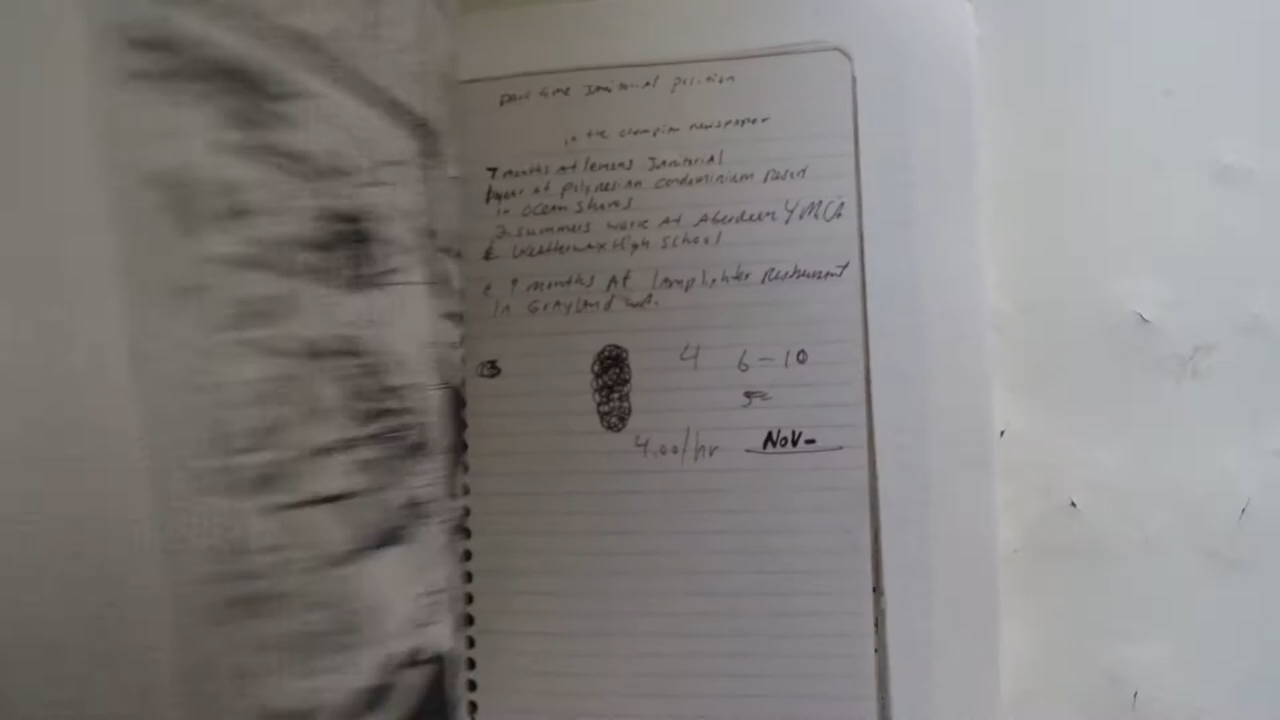 part time Janitorial position
in the olympian newspaper
7 months At lemons Janitorial
1 year at polynesian condominium Resort
in ocean shores
2 summers work At Aberdeen YMCA
& Weatherwax High School
& 9 months At lamplighter Restaurant
In Grayland wa.
4 6-10
4.00/hr NOV-